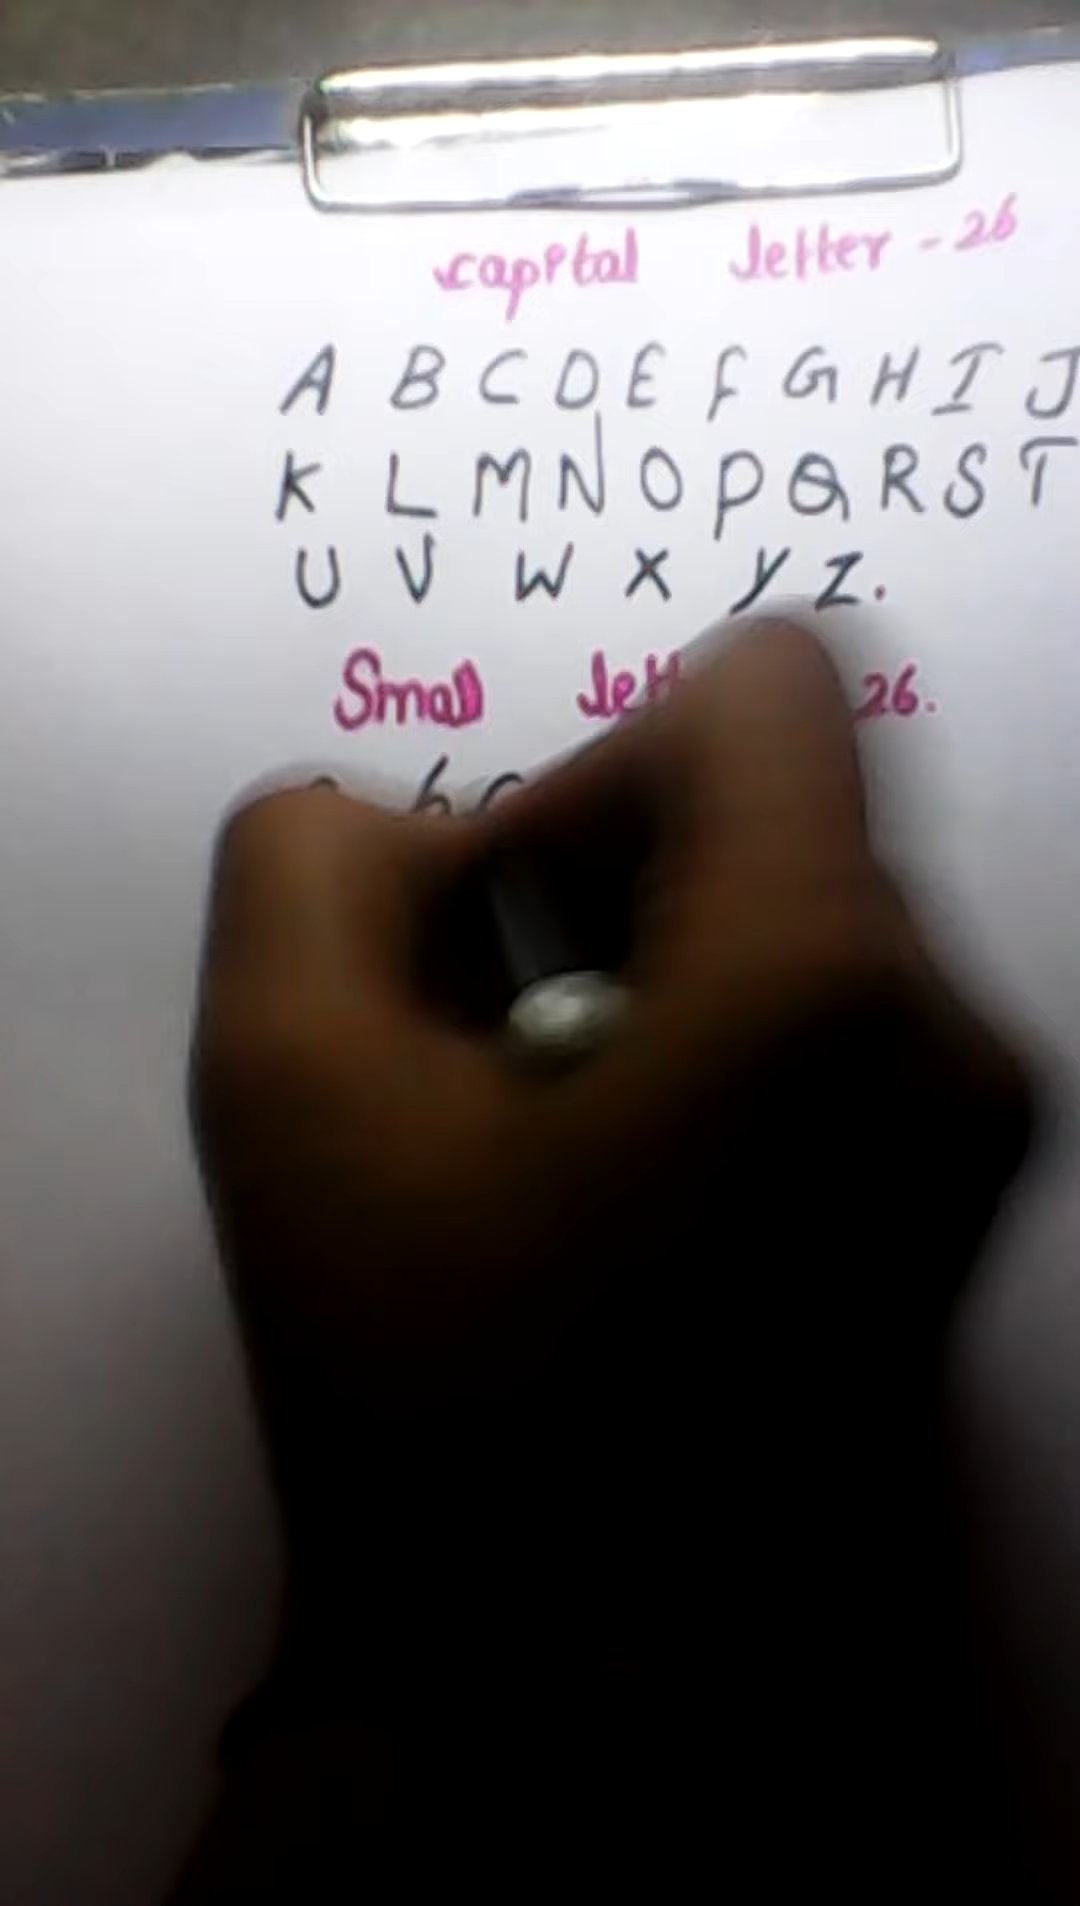 capital letter - 26
A B C D E F G H I J
K L M N O P Q R S T
U V W X Y Z.
Small 26.
b c